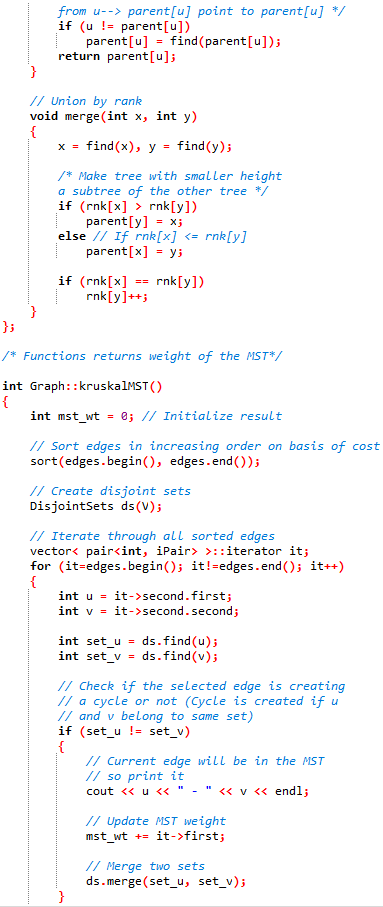 from u--> parent[u] point to parent[u] */
if (u != parent[u])
parent[u] = find(parent[u]);
return parent[u];
}
// Union by rank
void merge(int x, int y)
{
x = find(x), y = find(y);
/* Make tree with smaller height
a subtree of the other tree */
if (rnk[x] > rnk[y])
parent[y] = x;
else // If rnk[x] <= rnk[y]
parent[x] = y;
if (rnk[x] == rnk[y])
rnk[y]++;
}
};
/* Functions returns weight of the MST*/
int Graph::kruskalMST()
{
int mst_wt = 0; // Initialize result
// Sort edges in increasing order on basis of cost
sort(edges.begin(), edges.end());
// Create disjoint sets
DisjointSets ds(V);
// Iterate through all sorted edges
vector< pair<int, iPair> >::iterator it;
for (it=edges.begin(); it!=edges.end(); it++)
{
int u = it->second.first;
int v = it->second.second;
int set_u = ds.find(u);
int set_v = ds.find(v);
// Check if the selected edge is creating
// a cycle or not (Cycle is created if u
// and v belong to same set)
if (set_u != set_v)
{
// Current edge will be in the MST
// so print it
cout << u << " - " << v << endl;
// Update MST weight
mst_wt += it->first;
// Merge two sets
ds.merge(set_u, set_v);
}